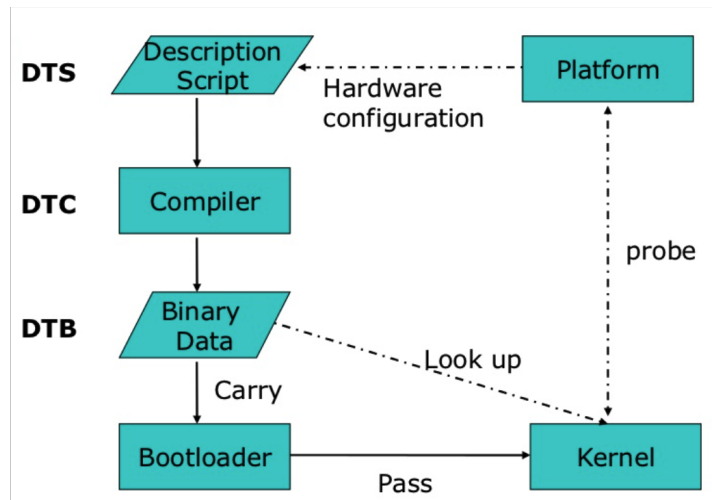 DTS
Description
Script
Platform
Hardware
configuration
DTC
Compiler
probe
DTB
Binary
Data
Look up
Carry
Bootloader
Kernel
Pass